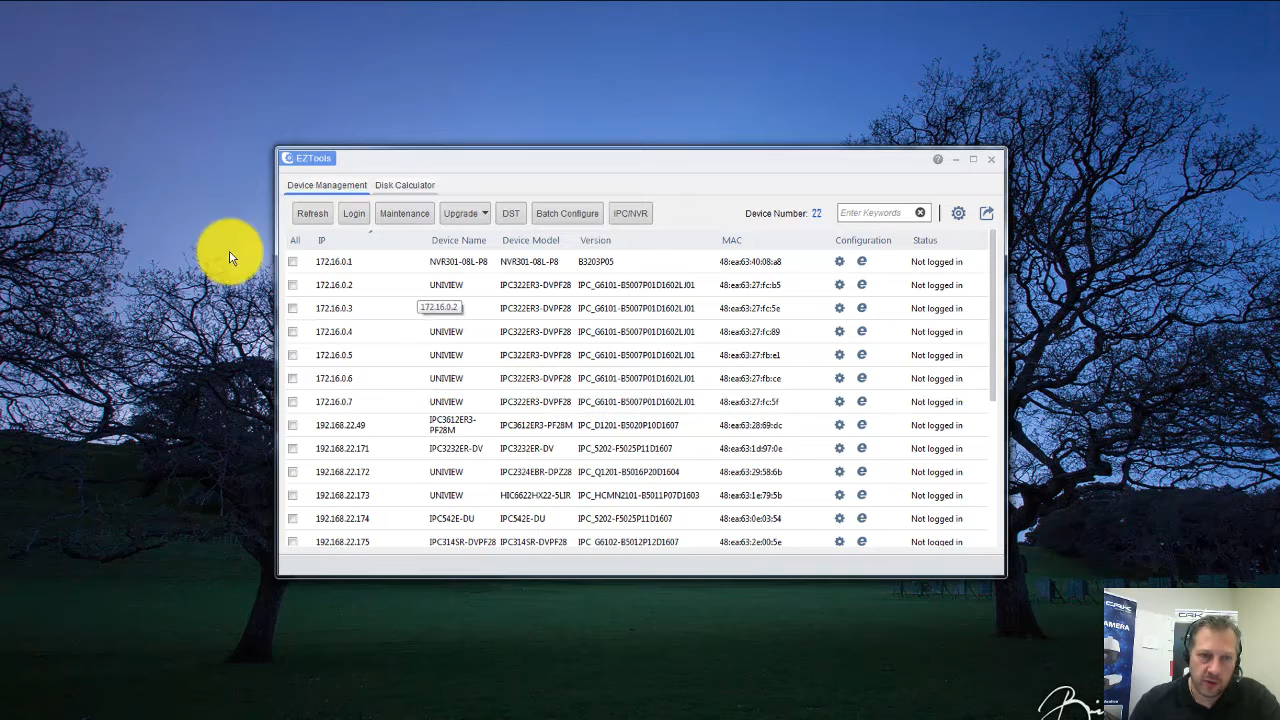 EZTools
Device Management Disk Calculator
Refresh Login Maintenance Upgrade DST Batch Configure IPC/NVR Device Number: 22 Enter Keywords
All IP Device Name Device Model Version MAC Configuration Status
172.16.0.1 NVR301-08L-P8 NVR301-08L-P8 B3203P05 48:ea:63:40:08:a8 Not logged in
172.16.0.2 UNIVIEW IPC322ER3-DVPF28 IPC_G6101-B5007P01D1602LJ01 48:ea:63:27:fc:b5 Not logged in
172.16.0.3 172.16.0.2 IPC322ER3-DVPF28 IPC_G6101-B5007P01D1602LJ01 48:ea:63:27:fc:5e Not logged in
172.16.0.4 UNIVIEW IPC322ER3-DVPF28 IPC_G6101-B5007P01D1602LJ01 48:ea:63:27:fc:89 Not logged in
172.16.0.5 UNIVIEW IPC322ER3-DVPF28 IPC_G6101-B5007P01D1602LJ01 48:ea:63:27:fb:e1 Not logged in
172.16.0.6 UNIVIEW IPC322ER3-DVPF28 IPC_G6101-B5007P01D1602LJ01 48:ea:63:27:fb:ce Not logged in
172.16.0.7 UNIVIEW IPC322ER3-DVPF28 IPC_G6101-B5007P01D1602LJ01 48:ea:63:27:fc:5f Not logged in
192.168.22.49 IPC3612ER3-PF28M IPC3612ER3-PF28M IPC_D1201-B5020P10D1607 48:ea:63:28:69:dc Not logged in
192.168.22.171 IPC3232ER-DV IPC3232ER-DV IPC_5202-F5025P11D1607 48:ea:63:1d:97:0e Not logged in
192.168.22.172 UNIVIEW IPC2324EBR-DPZ28 IPC_Q1201-B5016P20D1604 48:ea:63:29:58:6b Not logged in
192.168.22.173 UNIVIEW HIC6622HX22-5LIR IPC_HCMN2101-B5011P07D1603 48:ea:63:1e:79:5b Not logged in
192.168.22.174 IPC542E-DU IPC542E-DU IPC_5202-F5025P11D1607 48:ea:63:0e:03:54 Not logged in
192.168.22.175 IPC314SR-DVPF28 IPC314SR-DVPF28 IPC_G6102-B5012P12D1607 48:ea:63:2e:00:5e Not logged in
AMERA